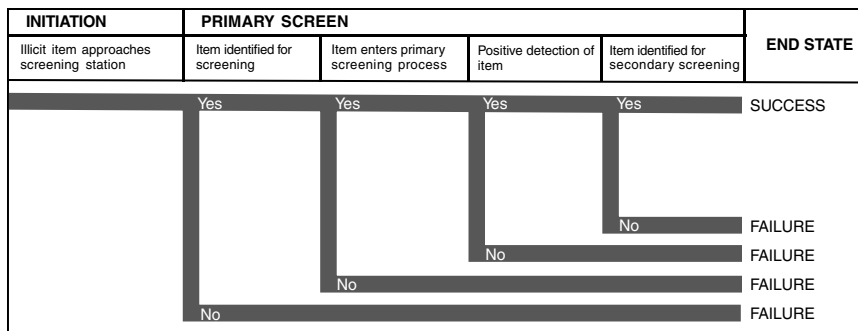 INITIATION PRIMARY SCREEN
END STATE
Illicit item approaches Item identified for Item enters primary Positive detection of Item identified for
screening station screening screening process item secondary screening
Yes Yes Yes Yes SUCCESS
No FAILURE
No FAILURE
No FAILURE
No FAILURE